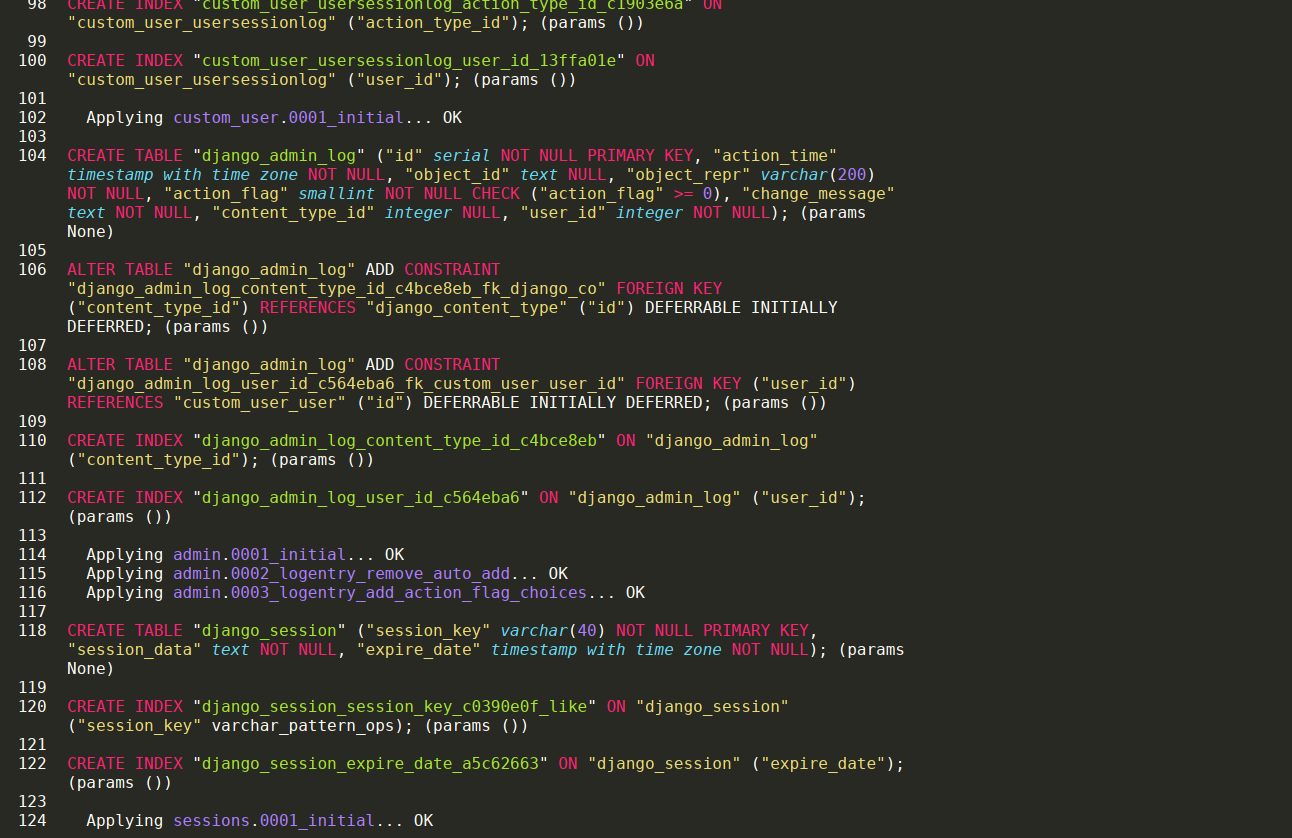 98 CREATE INDEX "custom_user_usersessionlog_action_type_id_c1903e6a" ON
"custom_user_usersessionlog" ("action_type_id"); (params ())
99
100 CREATE INDEX "custom_user_usersessionlog_user_id_13ffa01e" ON
"custom_user_usersessionlog" ("user_id"); (params ())
101
102 Applying custom_user.0001_initial... OK
103
104 CREATE TABLE "django_admin_log" ("id" serial NOT NULL PRIMARY KEY, "action_time"
timestamp with time zone NOT NULL, "object_id" text NULL, "object_repr" varchar(200)
NOT NULL, "action_flag" smallint NOT NULL CHECK ("action_flag" >= 0), "change_message"
text NOT NULL, "content_type_id" integer NULL, "user_id" integer NOT NULL); (params
None)
105
106 ALTER TABLE "django_admin_log" ADD CONSTRAINT
"django_admin_log_content_type_id_c4bce8eb_fk_django_co" FOREIGN KEY
("content_type_id") REFERENCES "django_content_type" ("id") DEFERRABLE INITIALLY
DEFERRED; (params ())
107
108 ALTER TABLE "django_admin_log" ADD CONSTRAINT
"django_admin_log_user_id_c564eba6_fk_custom_user_user_id" FOREIGN KEY ("user_id")
REFERENCES "custom_user_user" ("id") DEFERRABLE INITIALLY DEFERRED; (params ())
109
110 CREATE INDEX "django_admin_log_content_type_id_c4bce8eb" ON "django_admin_log"
("content_type_id"); (params ())
111
112 CREATE INDEX "django_admin_log_user_id_c564eba6" ON "django_admin_log" ("user_id");
(params ())
113
114 Applying admin.0001_initial... OK
115 Applying admin.0002_logentry_remove_auto_add... OK
116 Applying admin.0003_logentry_add_action_flag_choices... OK
117
118 CREATE TABLE "django_session" ("session_key" varchar(40) NOT NULL PRIMARY KEY,
"session_data" text NOT NULL, "expire_date" timestamp with time zone NOT NULL); (params
None)
119
120 CREATE INDEX "django_session_session_key_c0390e0f_like" ON "django_session"
("session_key" varchar_pattern_ops); (params ())
121
122 CREATE INDEX "django_session_expire_date_a5c62663" ON "django_session" ("expire_date");
(params ())
123
124 Applying sessions.0001_initial... OK